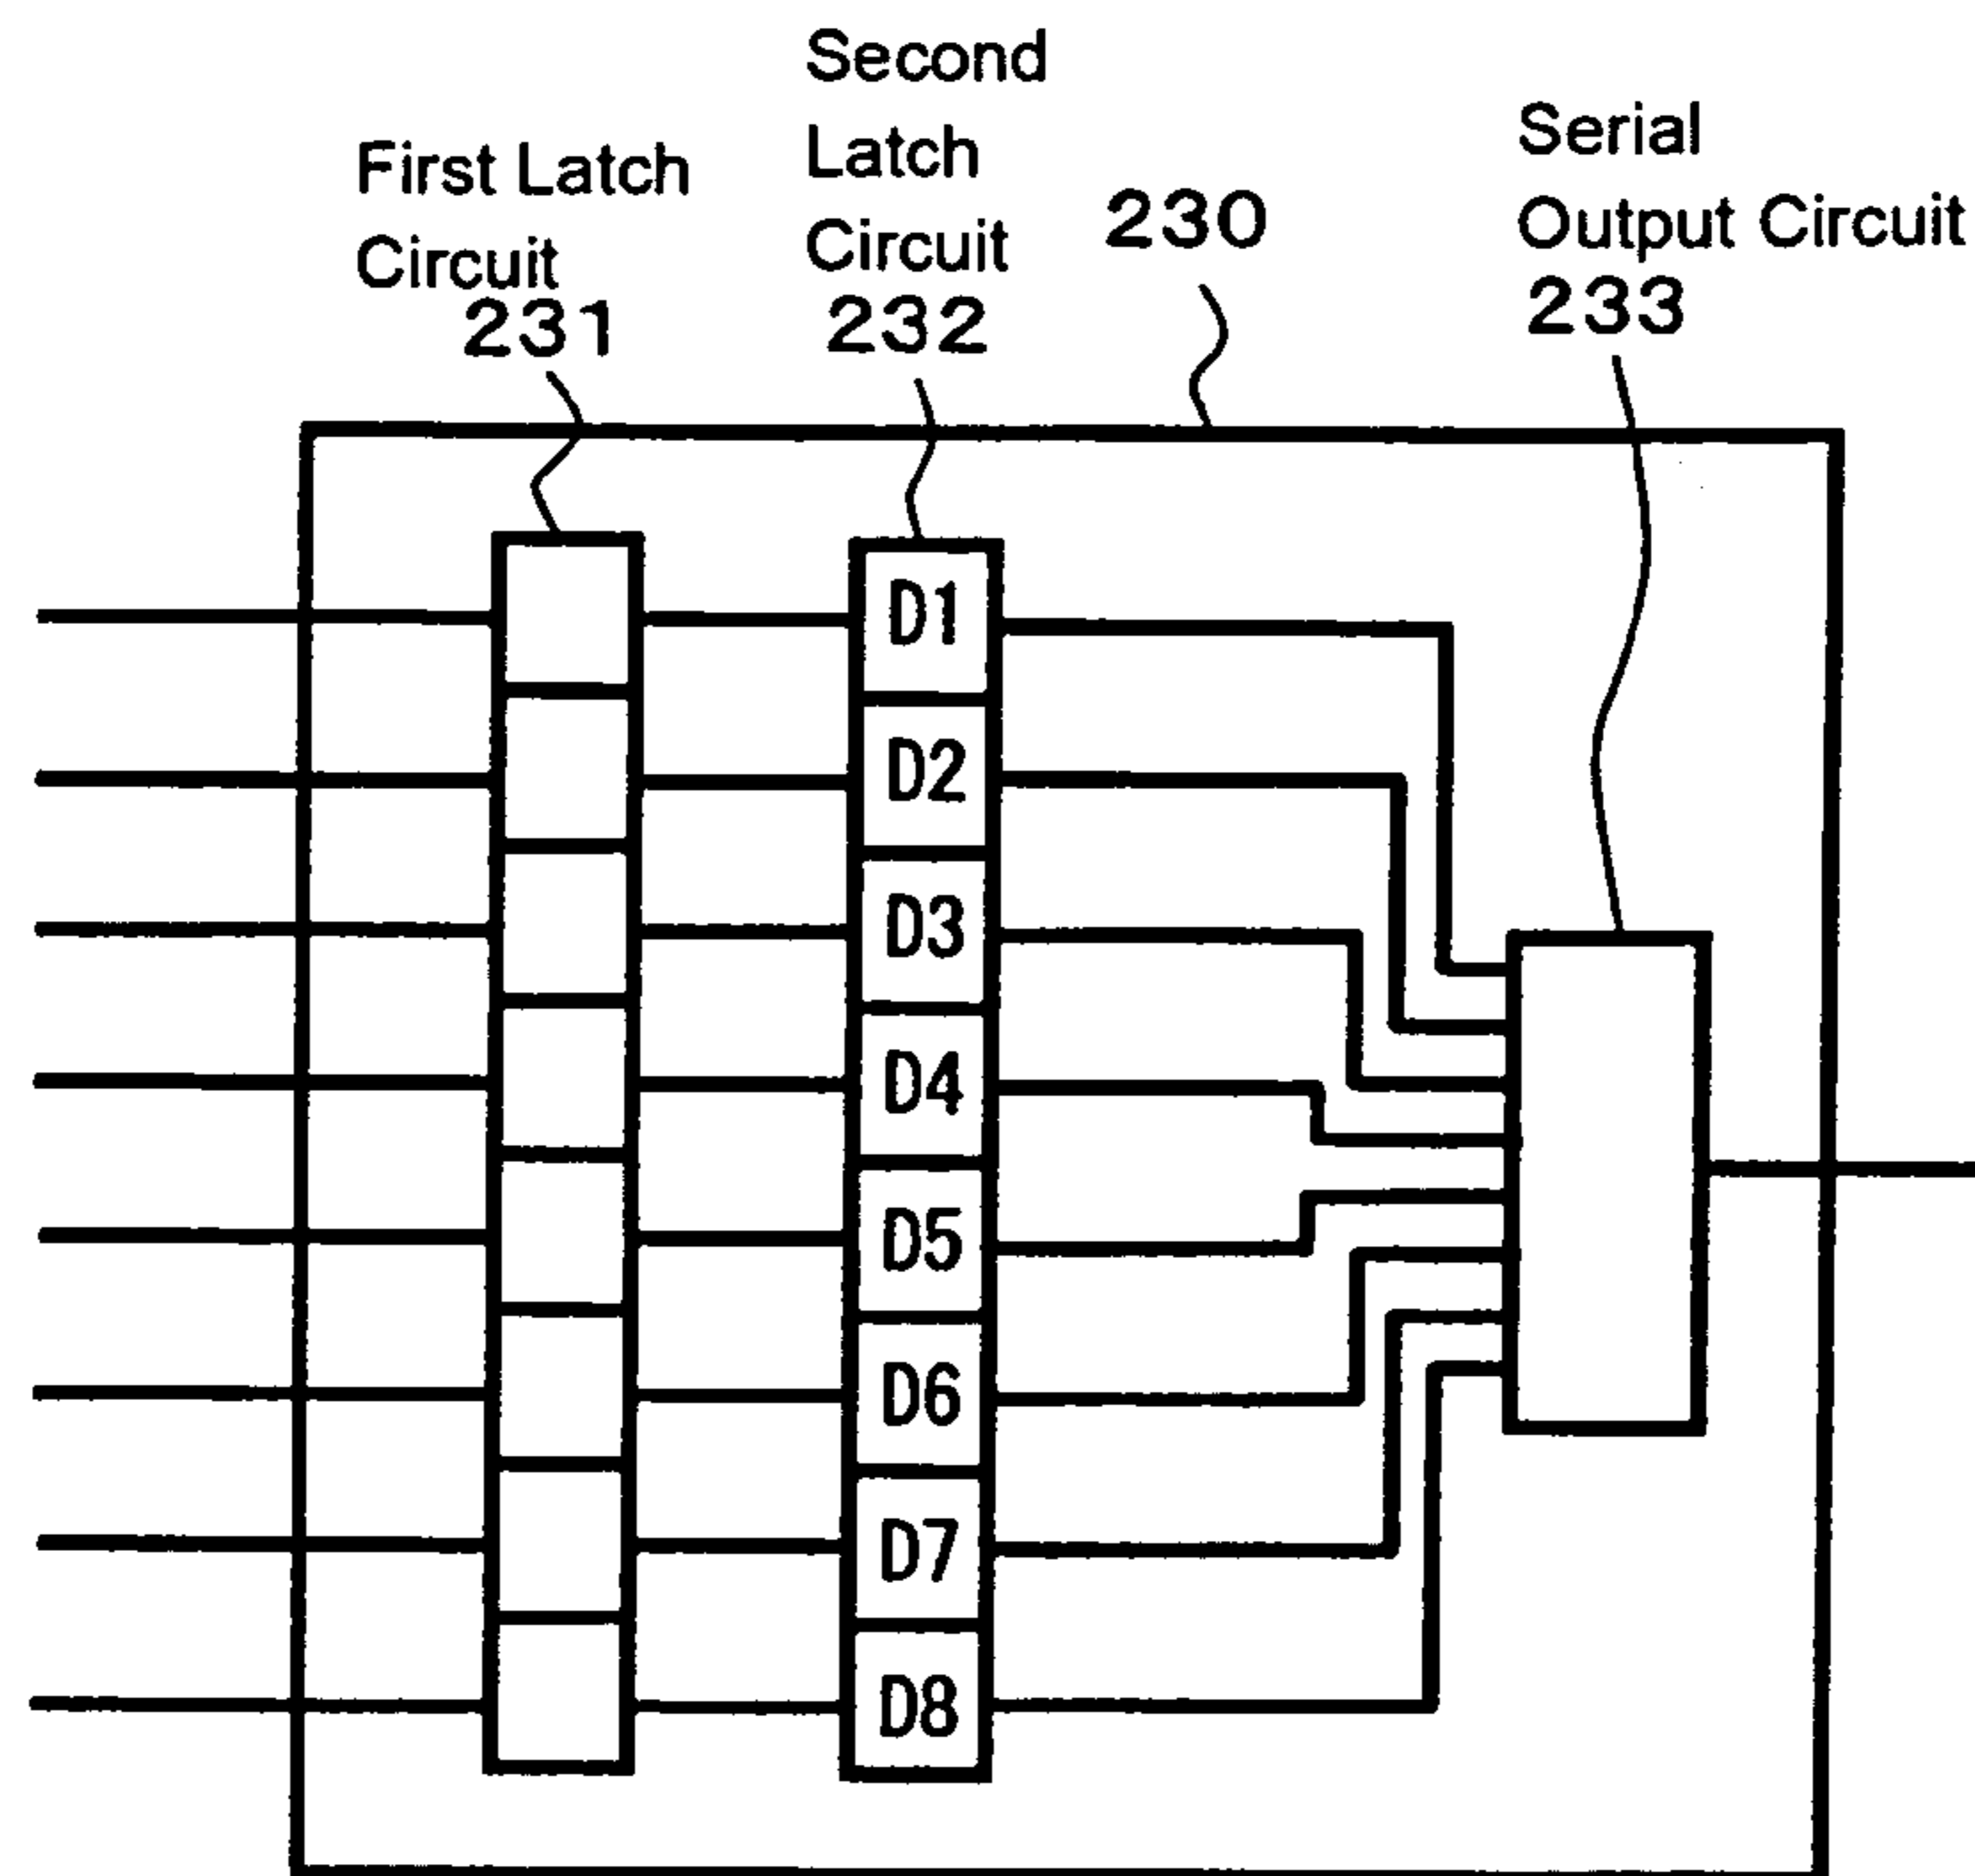 First Latch
Circuit
231
Second
Latch
Circuit
232
230
Serial
Output Circuit
233
D1
D2
D3
D4
D5
D6
D7
D8